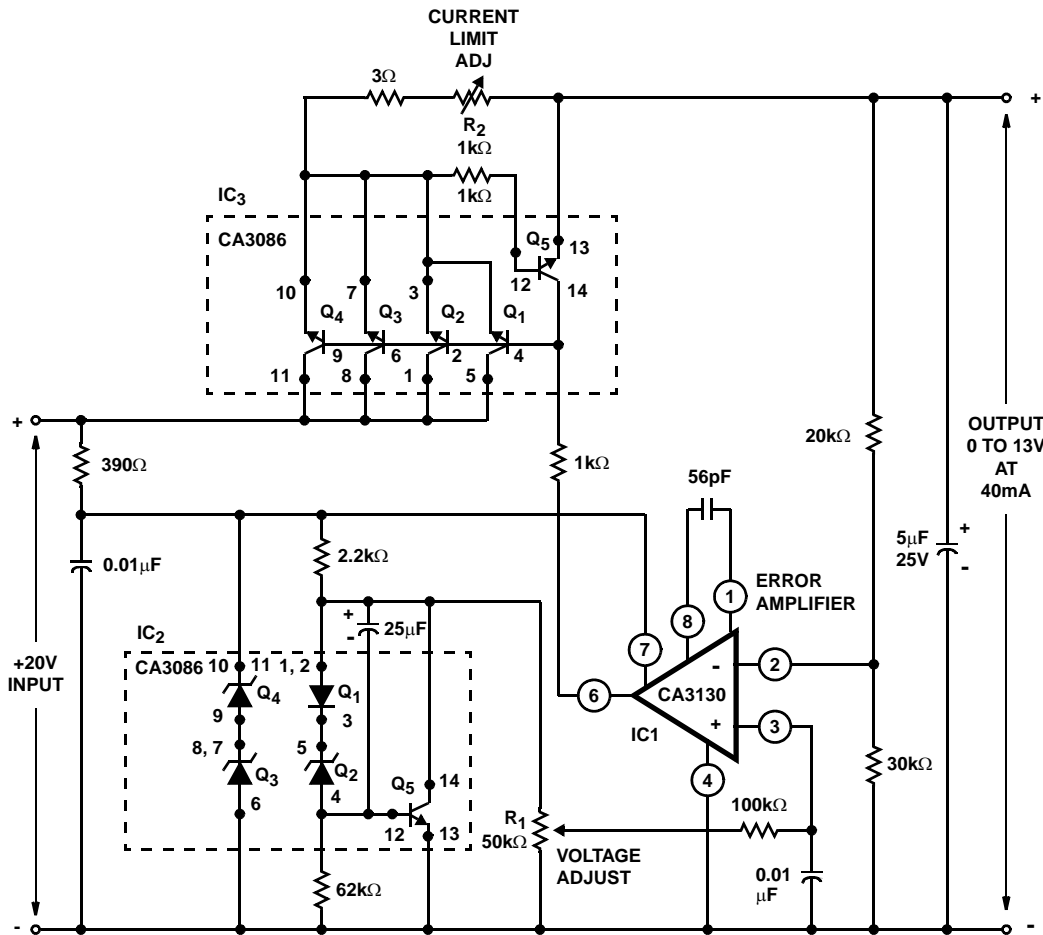 CURRENT
LIMIT
ADJ
3Ω
R2
1kΩ
1kΩ
IC3
CA3086
Q5
13
12
14
10
7
3
Q4
Q3
Q2
Q1
9
6
2
4
11
8
1
5
+
+
390Ω
1kΩ
20kΩ
OUTPUT
0 TO 13V
AT
40mA
56pF
0.01µF
2.2kΩ
5µF
25V
+
-
ERROR
AMPLIFIER
1
8
+
-
25µF
IC2
CA3086
+20V
INPUT
10
11
1, 2
Q4
Q1
9
3
8, 7
5
Q3
Q2
6
4
Q5
14
12
13
7
6
CA3130
-
+
IC1
2
3
4
30kΩ
R1
50kΩ
100kΩ
VOLTAGE
ADJUST
0.01
µF
62kΩ
-
-